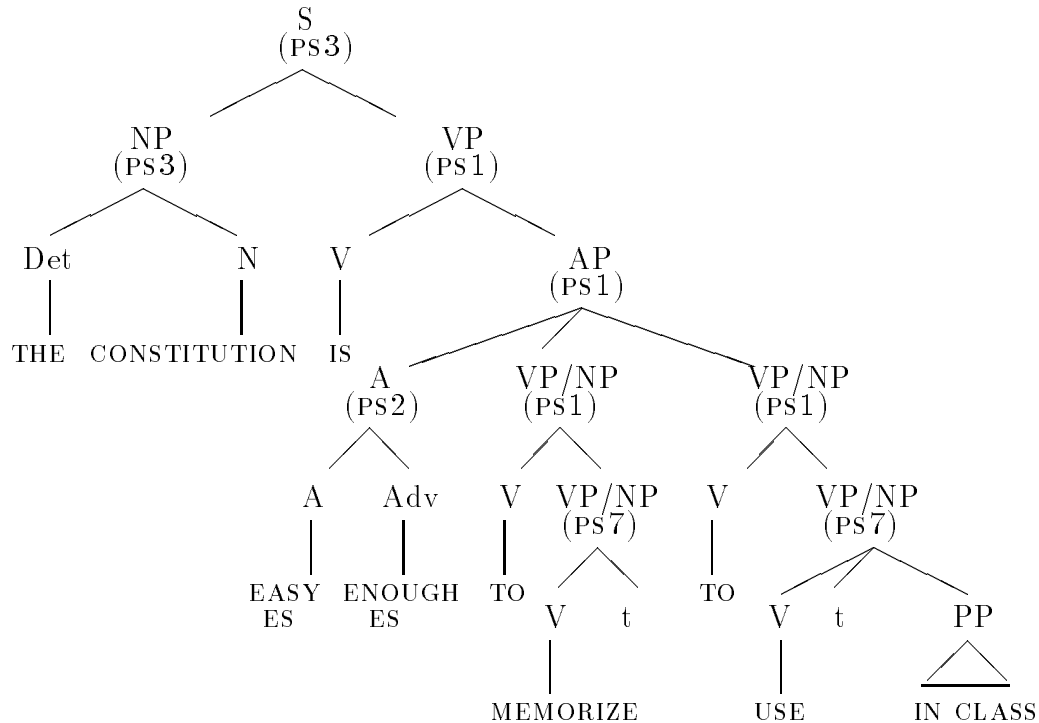 S
(PS3)
NP VP
(PS3) (PS1)
Det N V AP
(PS1)
THE CONSTITUTION IS
A VP/NP VP/NP
(PS2) (PS1) (PS1)
A Adv V VP/NP V VP/NP
(PS7) (PS7)
EASY ENOUGH TO TO
ES ES V t V t PP
MEMORIZE USE IN CLASS